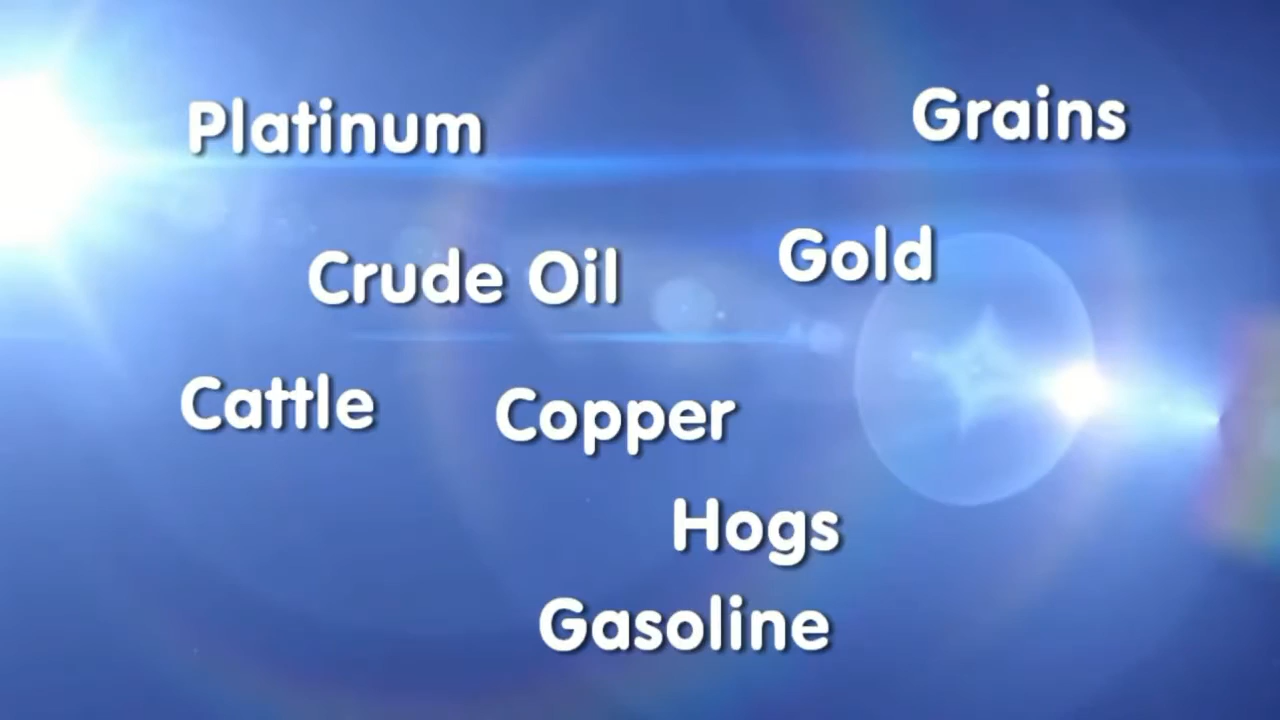 Platinum
Grains
Crude Oil
Gold
Cattle
Copper
Hogs
Gasoline